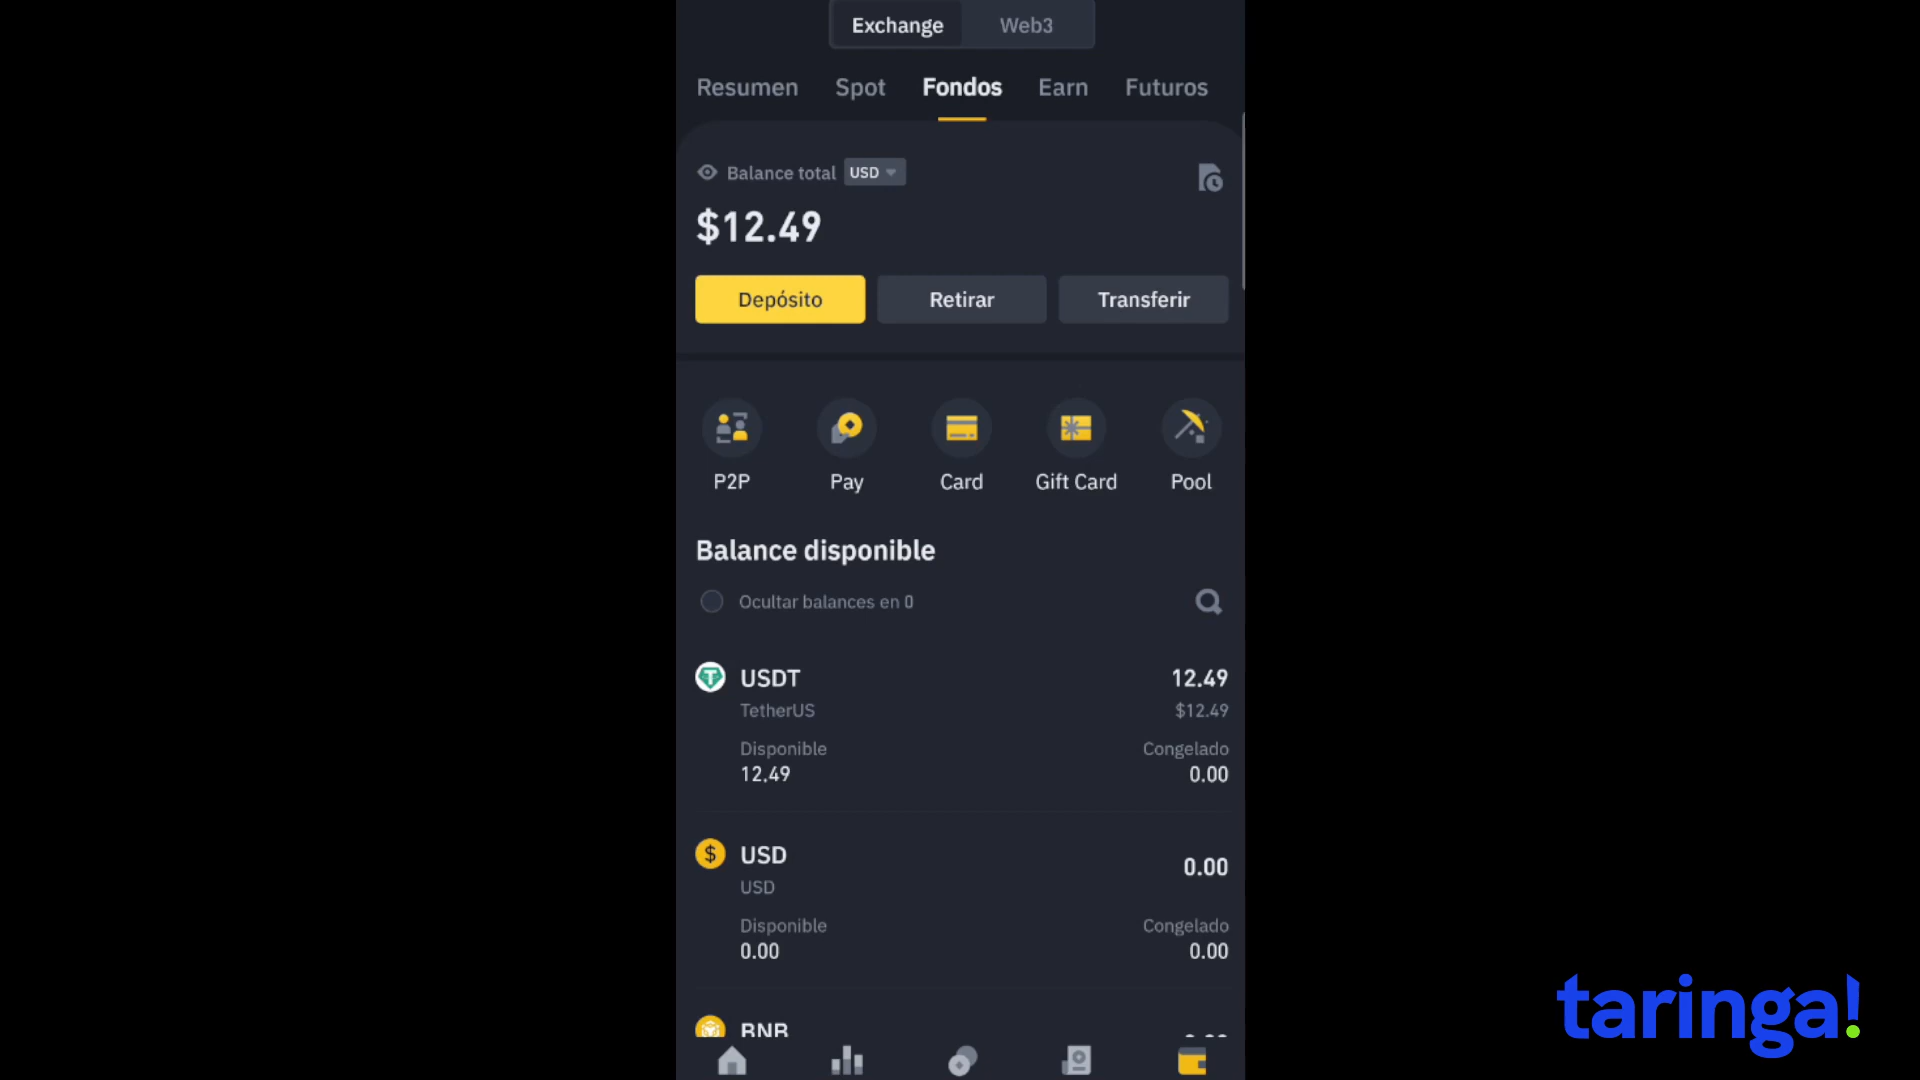 Exchange Web3
Resumen Spot Fondos Earn Futuros
Balance total USD
$12.49
Depósito Retirar Transferir
P2P Pay Card Gift Card Pool
Balance disponible
Ocultar balances en 0
USDT 12.49
TetherUS $12.49
Disponible Congelado
12.49 0.00
USD 0.00
USD
Disponible Congelado
0.00 0.00
BNB
taringa!